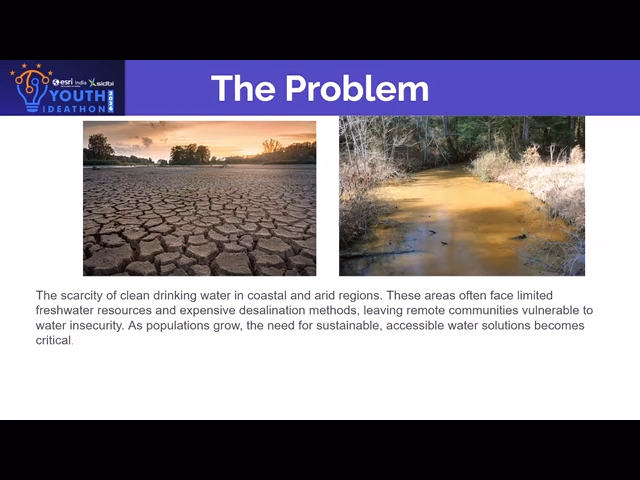 esri India sidbi
YOUTH
IDEATHON
2024
The Problem
The scarcity of clean drinking water in coastal and arid regions. These areas often face limited
freshwater resources and expensive desalination methods, leaving remote communities vulnerable to
water insecurity. As populations grow, the need for sustainable, accessible water solutions becomes
critical.